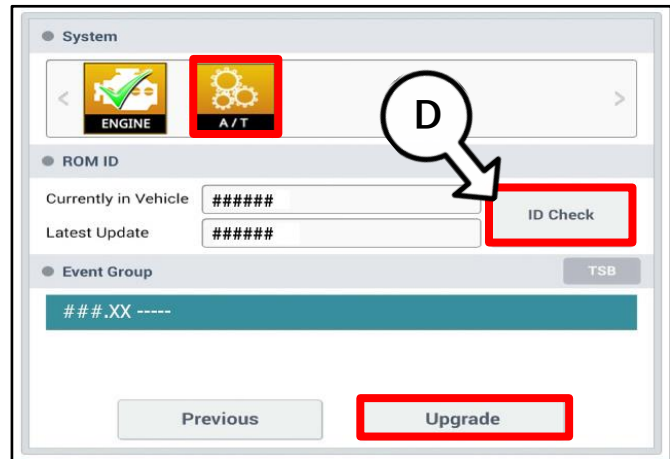 System
ENGINE
A/T
D
ROM ID
Currently in Vehicle ######
ID Check
Latest Update ######
Event Group TSB
###.XX -----
Previous Upgrade